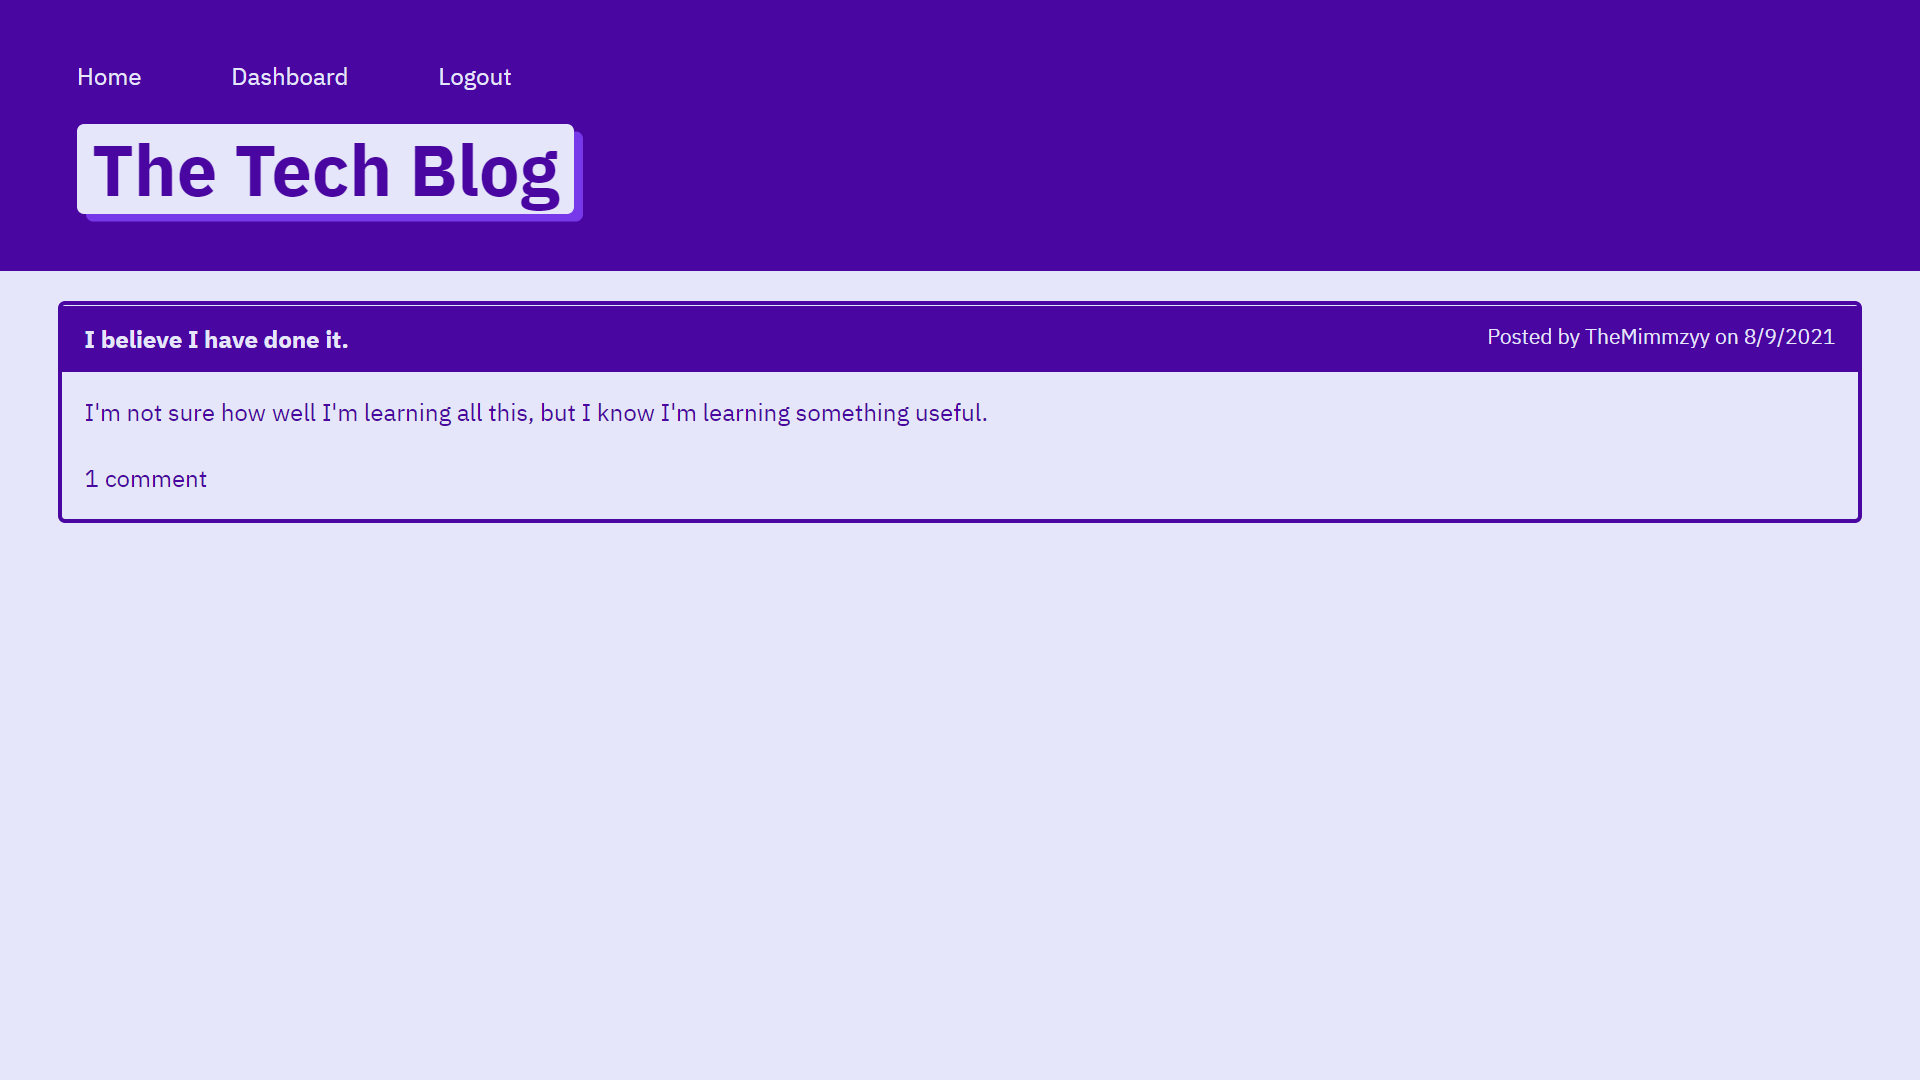 Home Dashboard Logout
The Tech Blog
I believe I have done it. Posted by TheMimmzyy on 8/9/2021
I'm not sure how well I'm learning all this, but I know I'm learning something useful.
1 comment